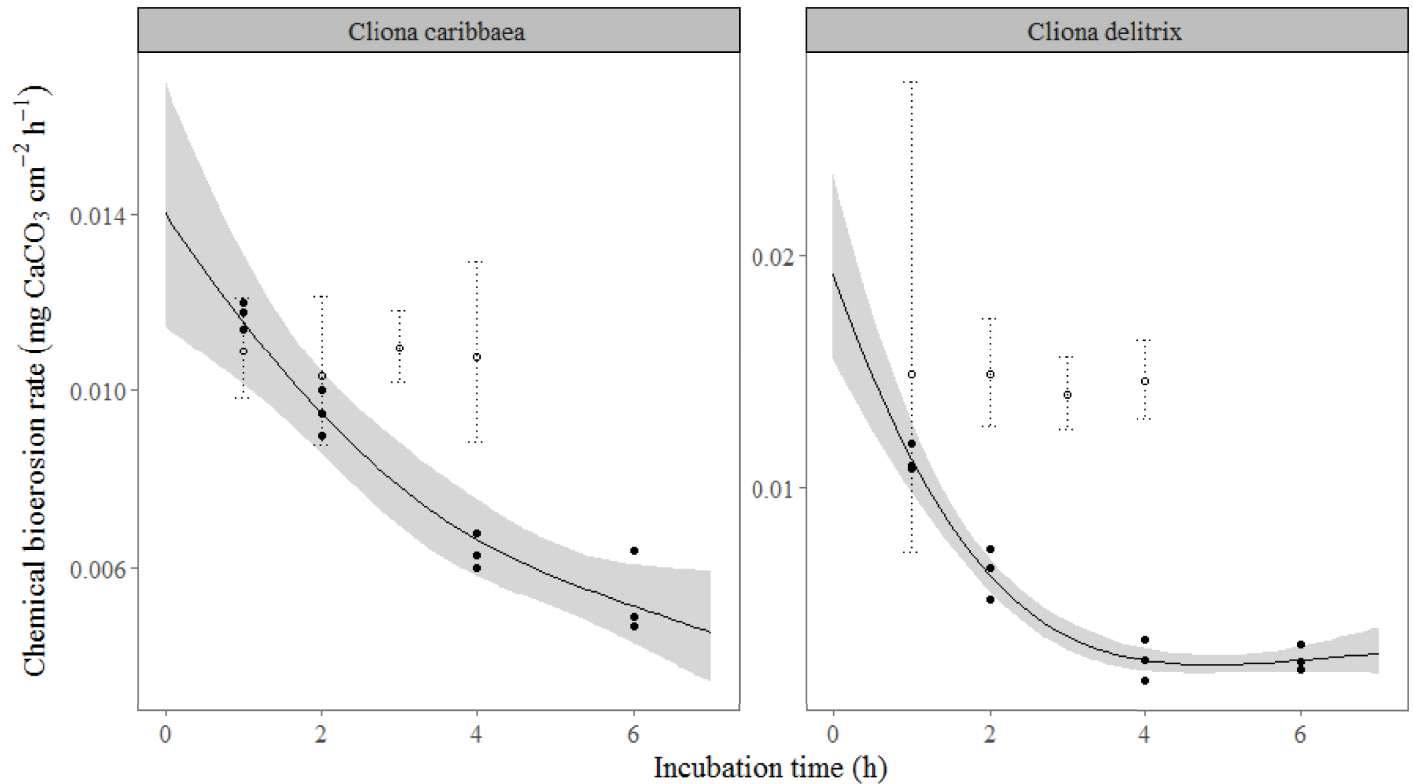 Cliona caribbaea
Cliona delitrix
Chemical bioerosion rate (mg CaCO₃ cm⁻² h⁻¹)
0.014
0.010
0.006
0.02
0.01
0 2 4 6
0 2 4 6
Incubation time (h)